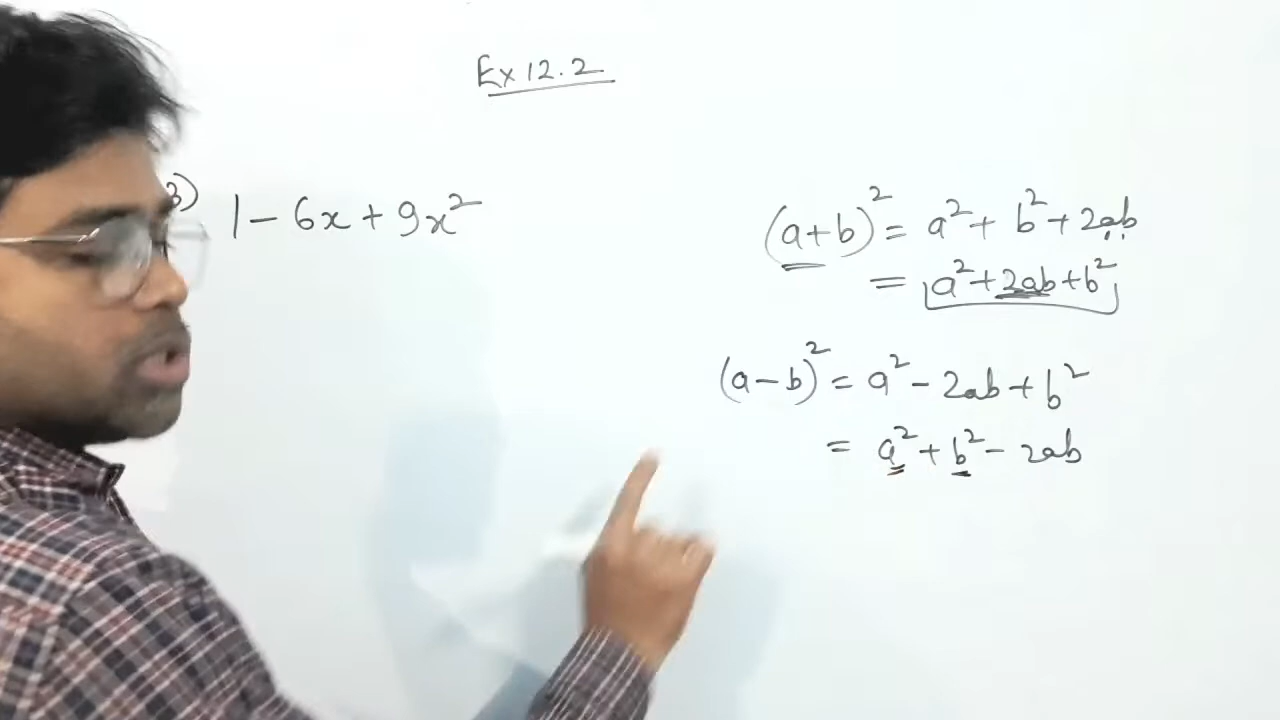 Ex 12.2
3) 1 - 6x + 9x²
(a+b)² = a² + b² + 2ab
= a² + 2ab + b²
(a-b)² = a² - 2ab + b²
= a² + b² - 2ab